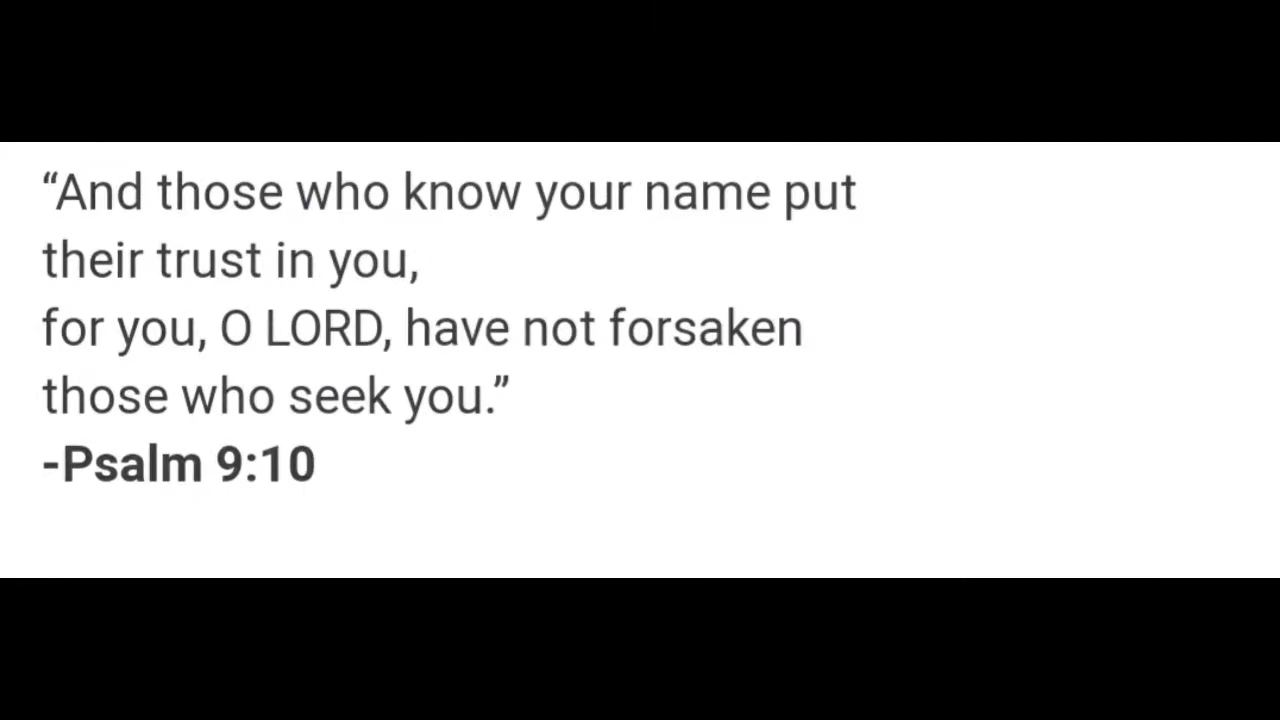 “And those who know your name put
their trust in you,
for you, O LORD, have not forsaken
those who seek you.”
-Psalm 9:10